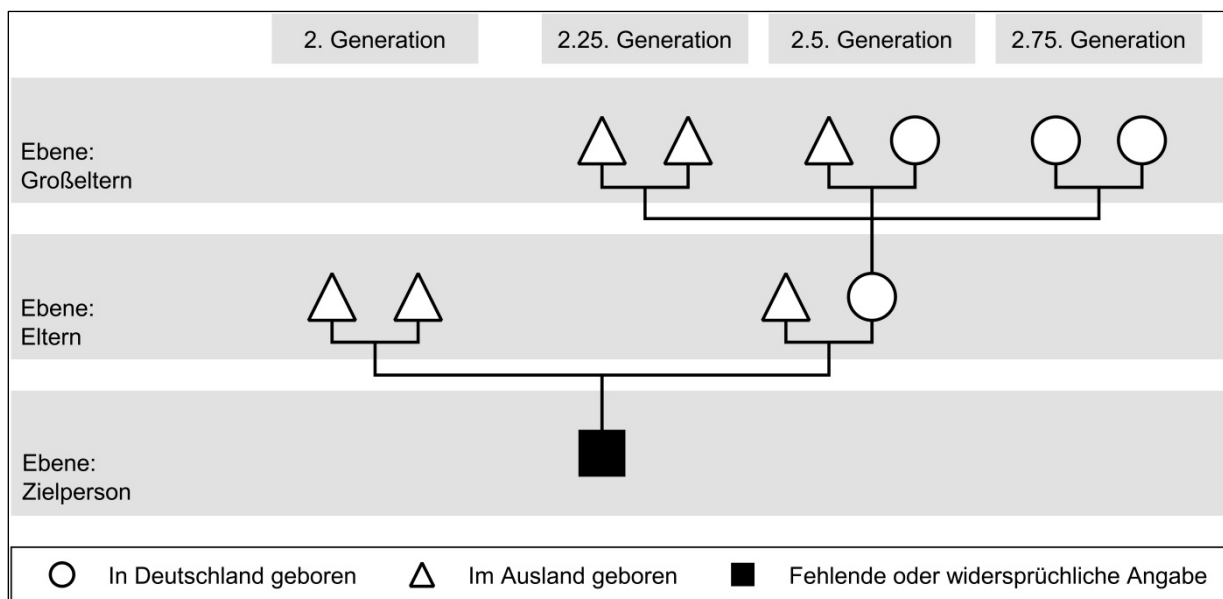 2. Generation
2.25. Generation
2.5. Generation
2.75. Generation
Ebene:
Großeltern
Ebene:
Eltern
Ebene:
Zielperson
In Deutschland geboren
Im Ausland geboren
Fehlende oder widersprüchliche Angabe